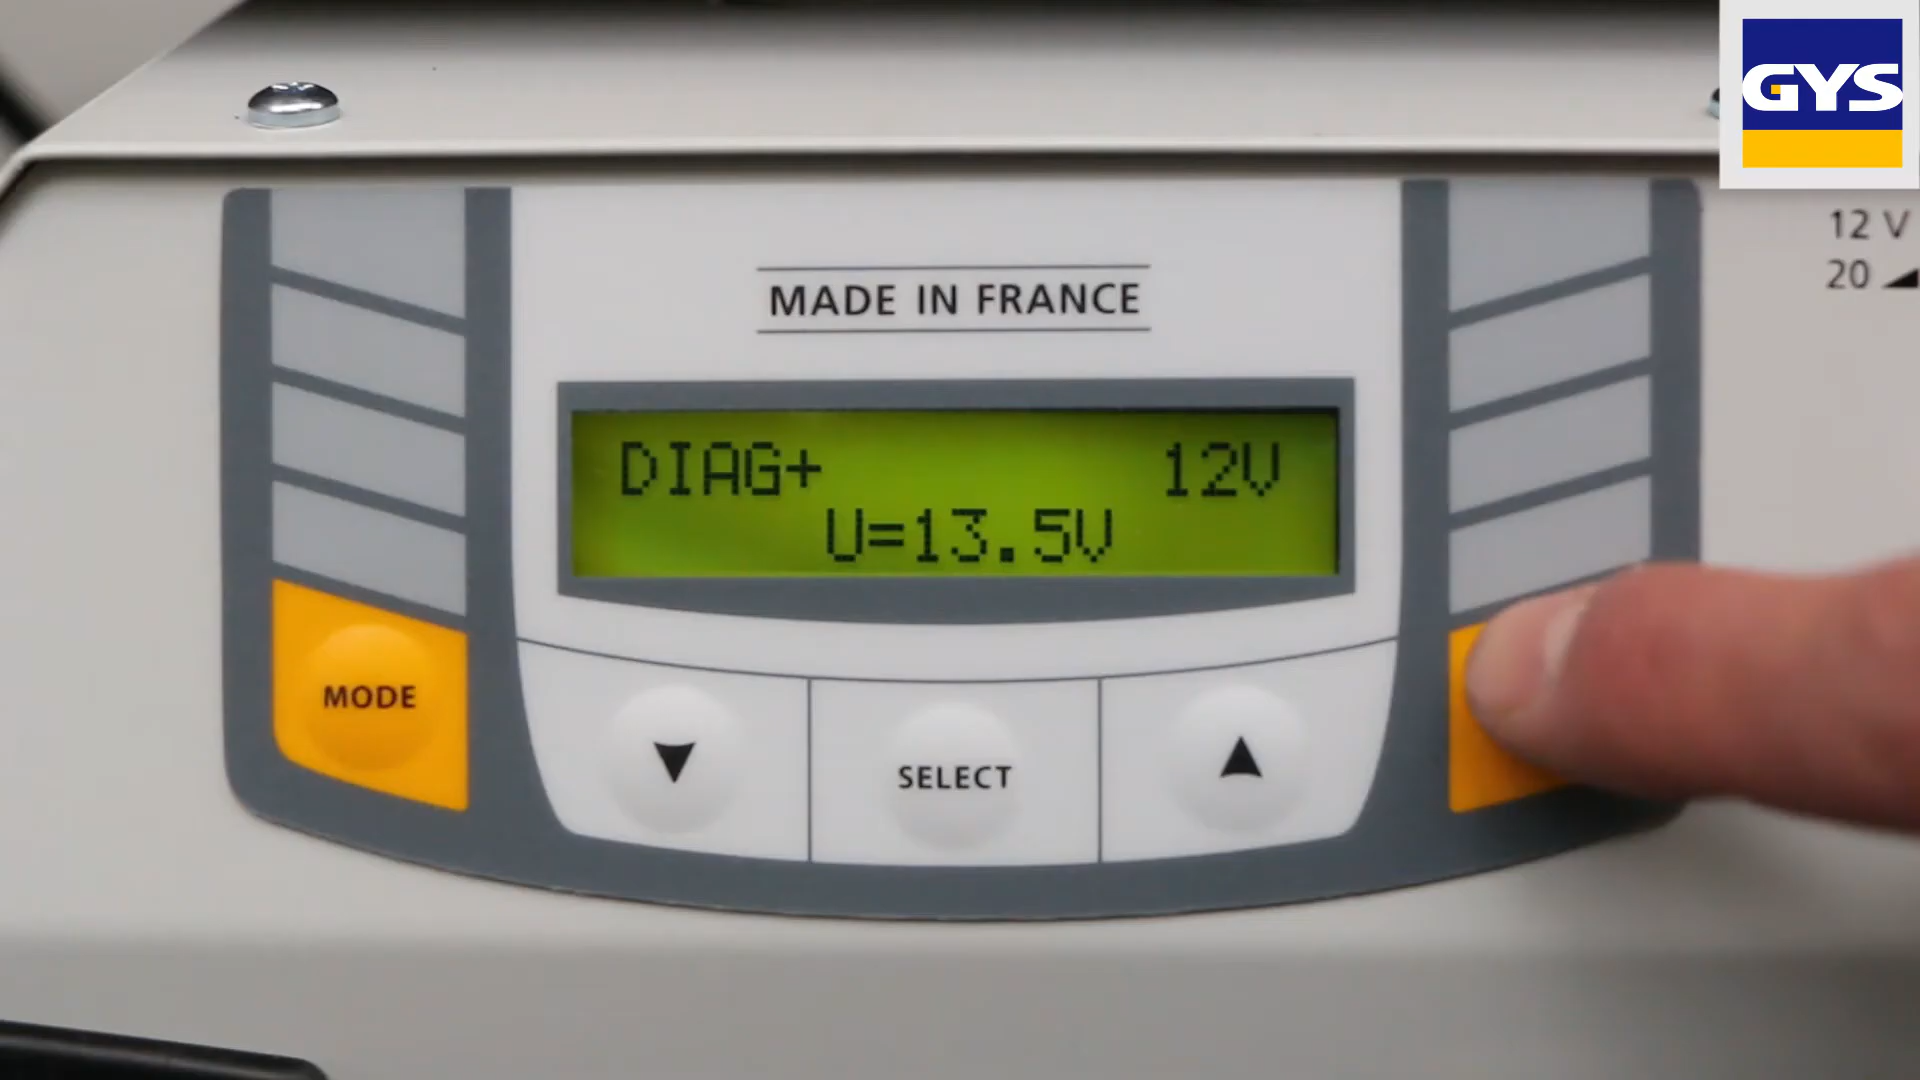 GYS
12 V
20
MADE IN FRANCE
DIAG+ 12V
U=13.5V
MODE
SELECT